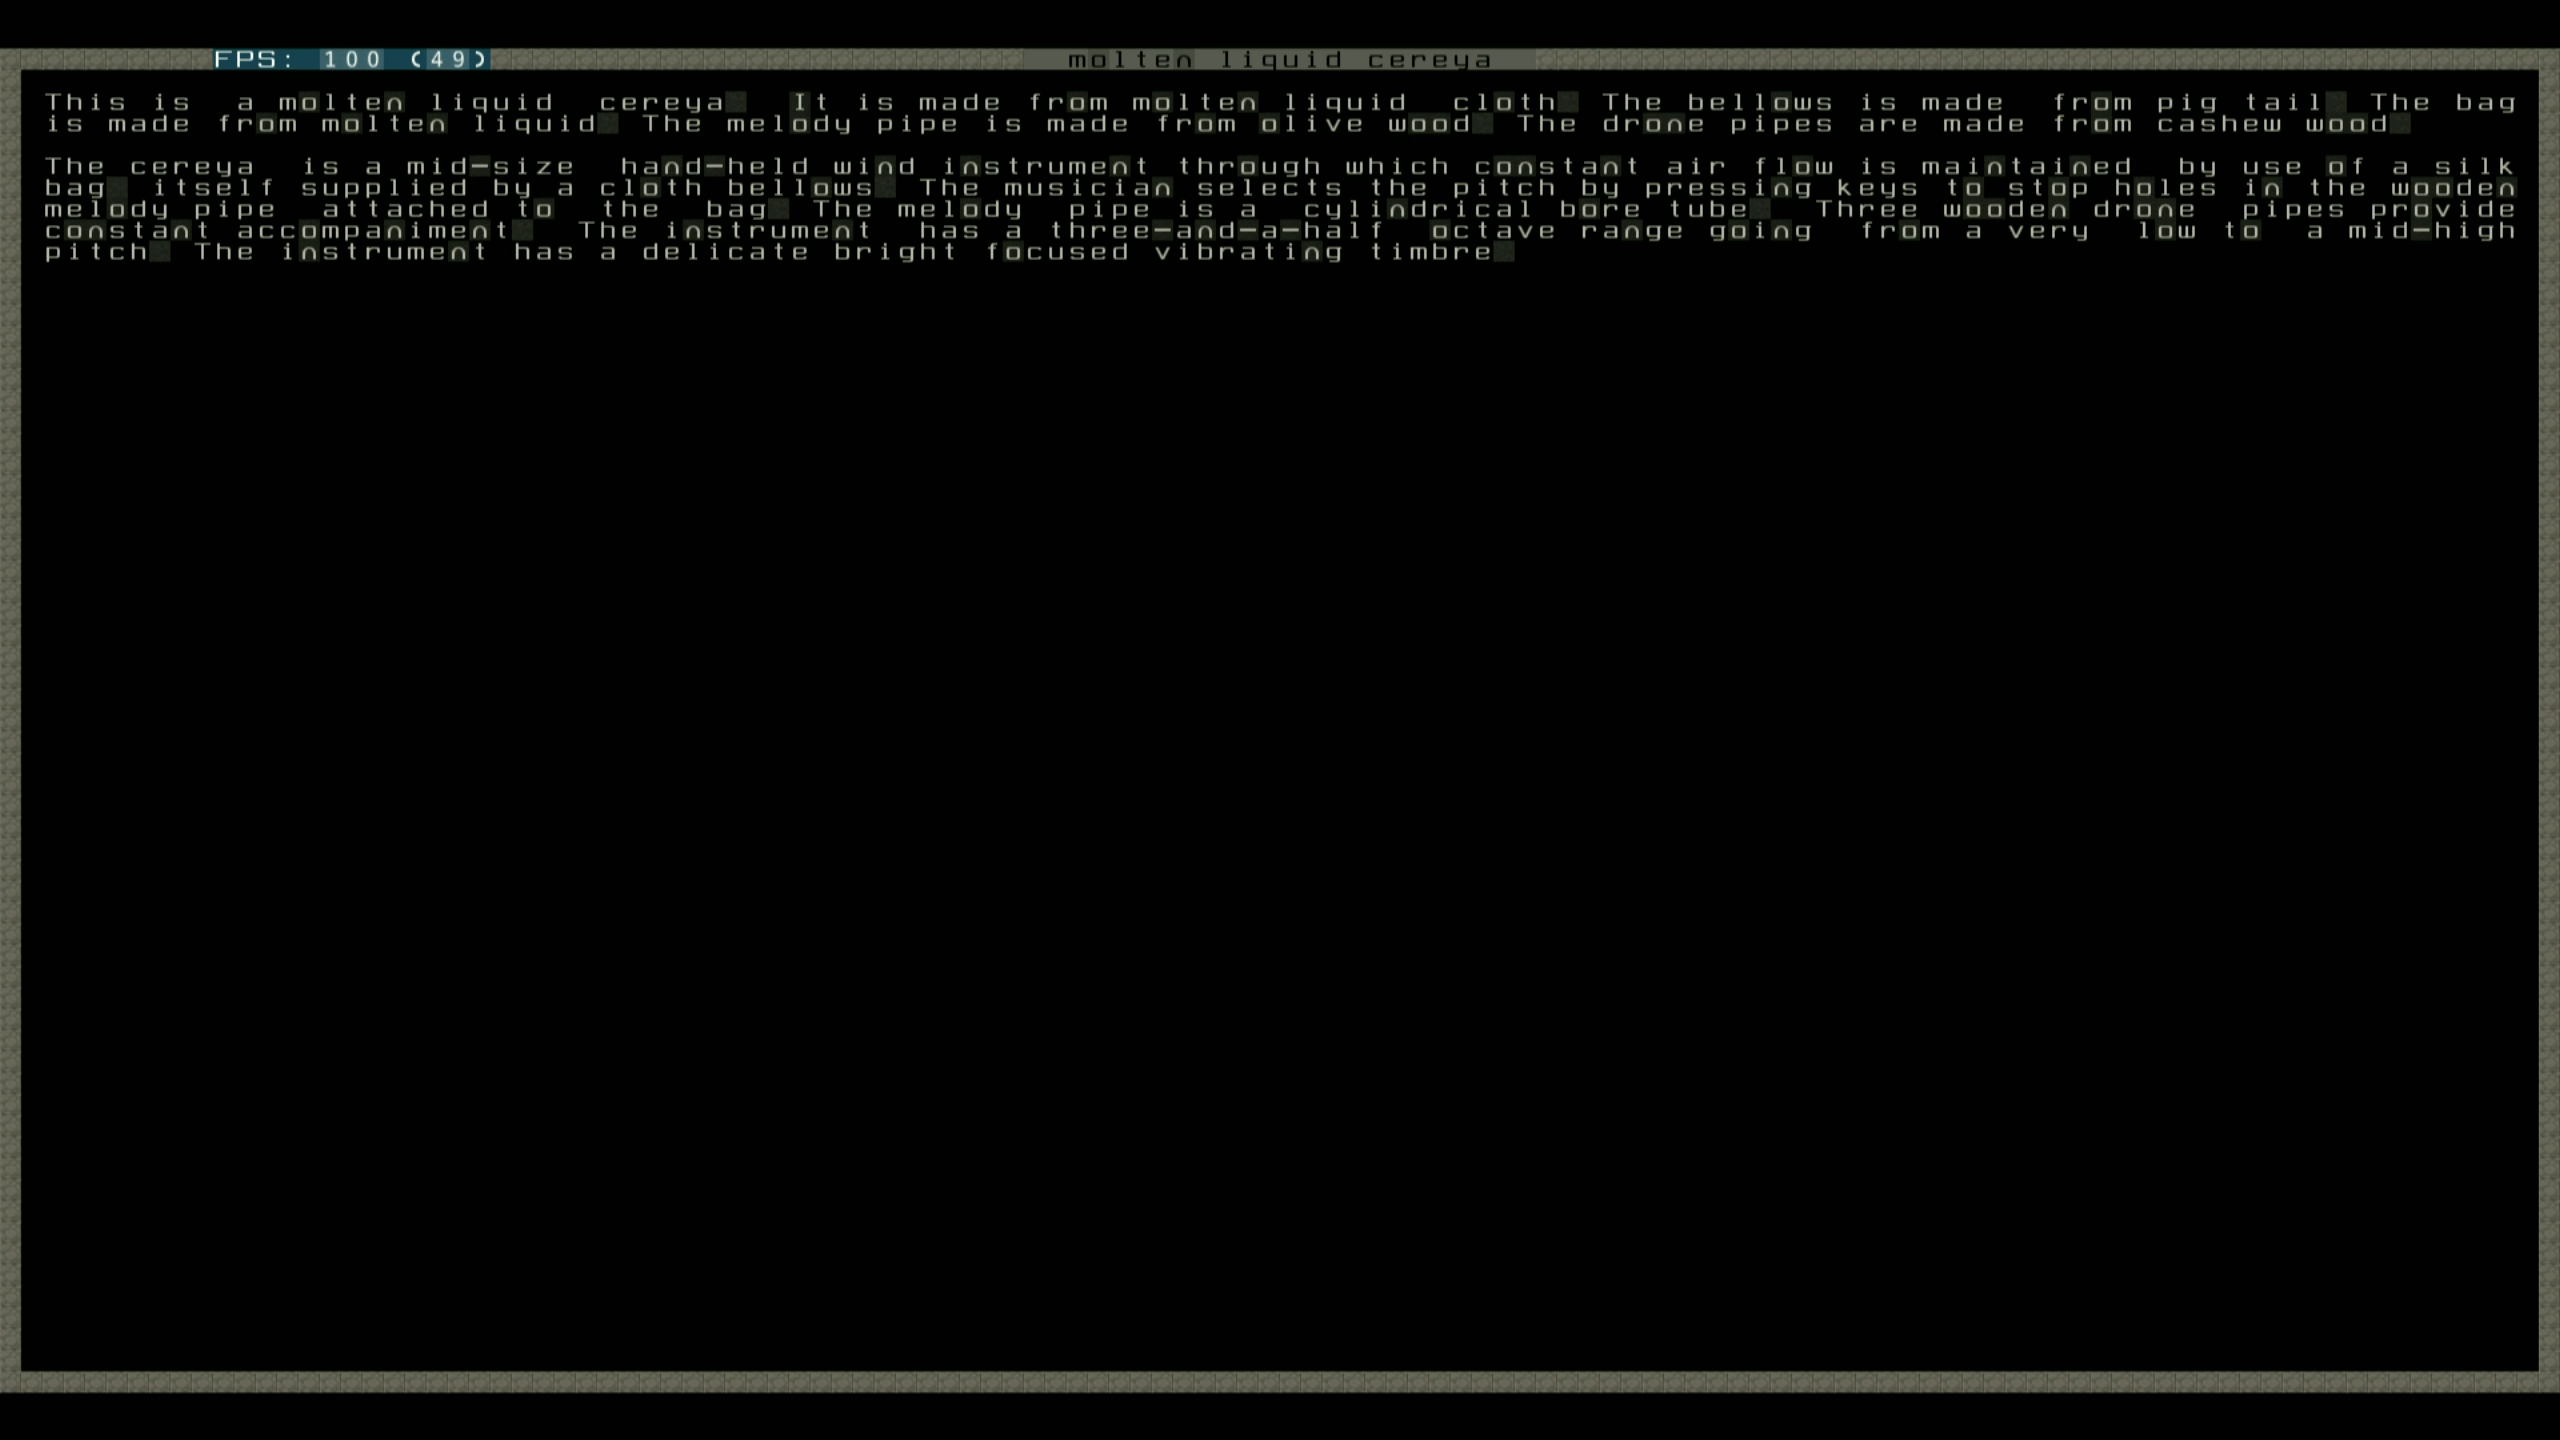 FPS: 100 (49)
molten liquid cereya
This is a molten liquid cereya It is made from molten liquid cloth The bellows is made from pig tail The bag
is made from molten liquid The melody pipe is made from olive wood The drone pipes are made from cashew wood
The cereya is a mid-size hand-held wind instrument through which constant air flow is maintained by use of a silk
bag itself supplied by a cloth bellows The musician selects the pitch by pressing keys to stop holes in the wooden
melody pipe attached to the bag The melody pipe is a cylindrical bore tube Three wooden drone pipes provide
constant accompaniment The instrument has a three-and-a-half octave range going from a very low to a mid-high
pitch The instrument has a delicate bright focused vibrating timbre